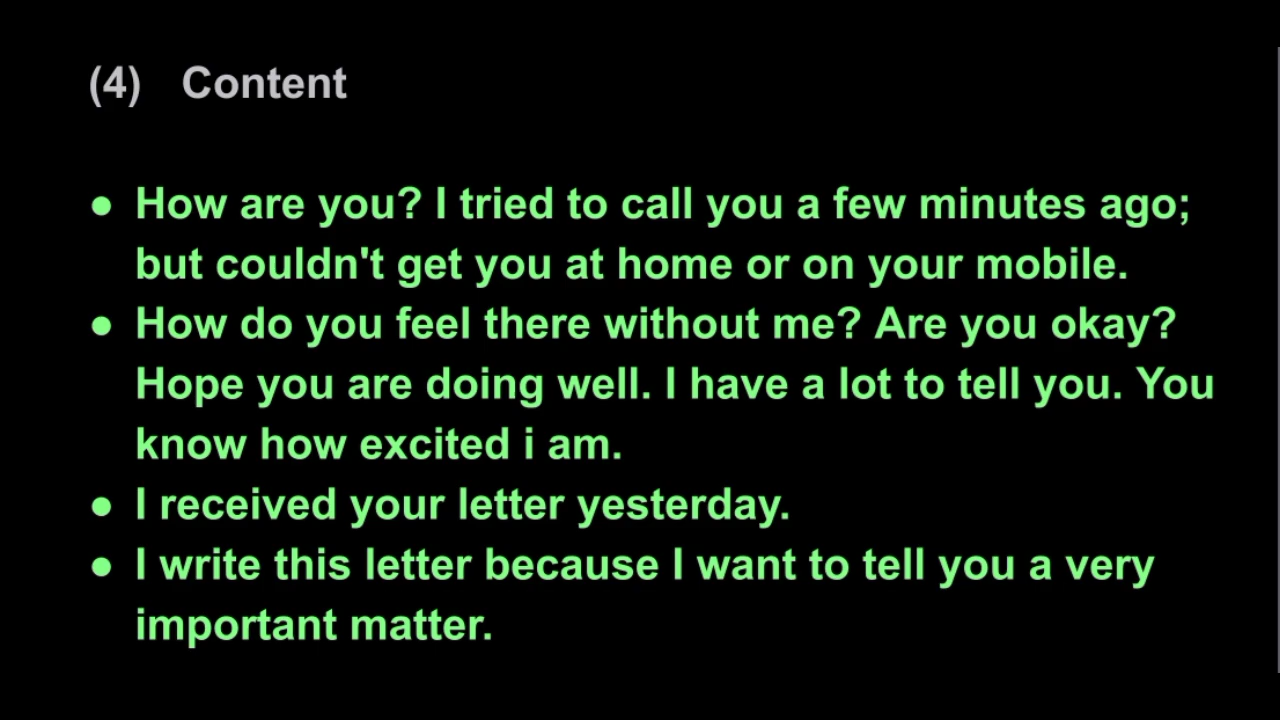 (4) Content
● How are you? I tried to call you a few minutes ago;
but couldn't get you at home or on your mobile.
● How do you feel there without me? Are you okay?
Hope you are doing well. I have a lot to tell you. You
know how excited i am.
● I received your letter yesterday.
● I write this letter because I want to tell you a very
important matter.